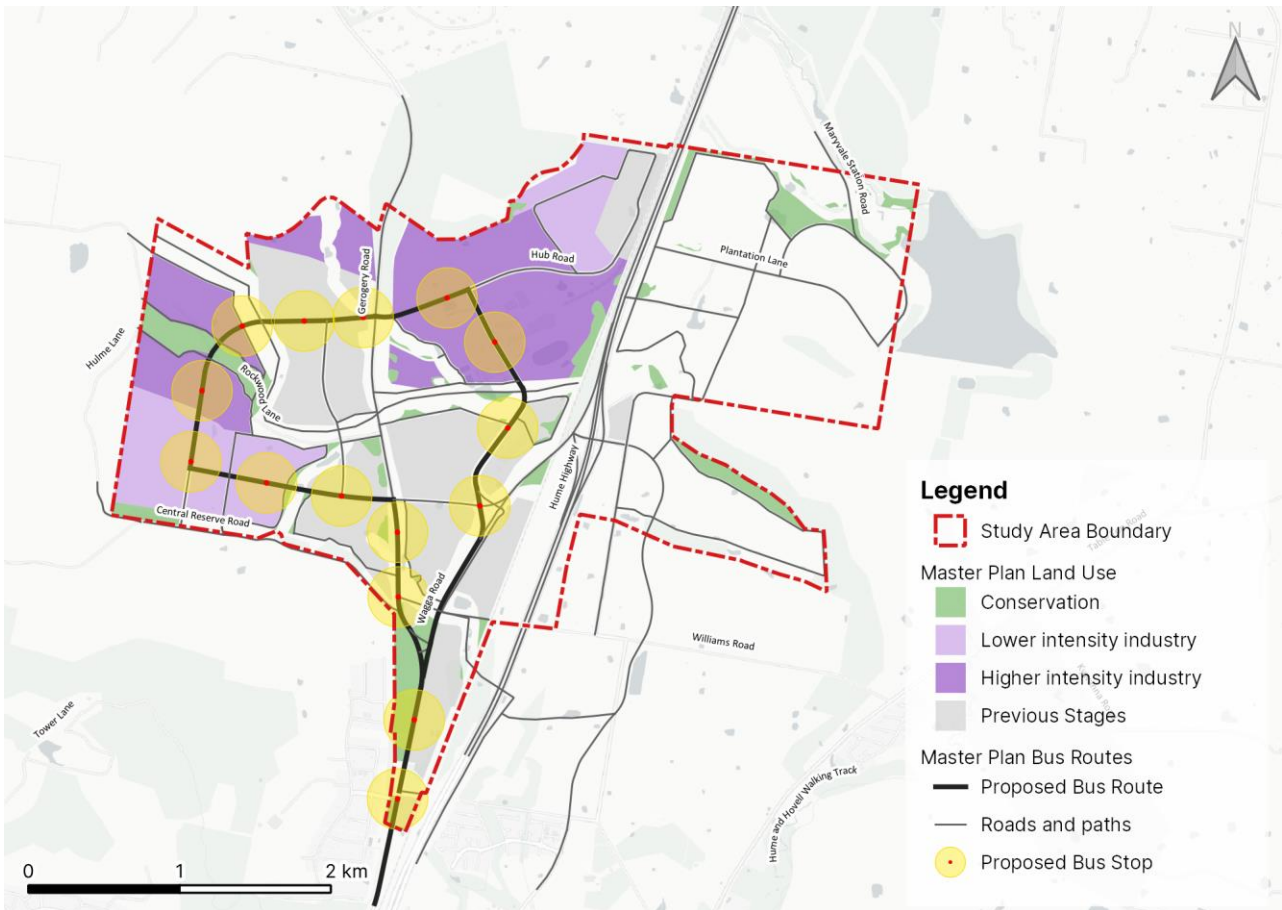 N
Maryvale Station Road
Hub Road
Plantation Lane
Gerogery Road
Hulme Lane
Rockwood Lane
Hume Highway
Central Reserve Road
Wagga Road
Williams Road
Tower Lane
Hume and Hovell Walking Track
Road
Legend
Study Area Boundary
Master Plan Land Use
Conservation
Lower intensity industry
Higher intensity industry
Previous Stages
Master Plan Bus Routes
Proposed Bus Route
Roads and paths
Proposed Bus Stop
0 1 2 km